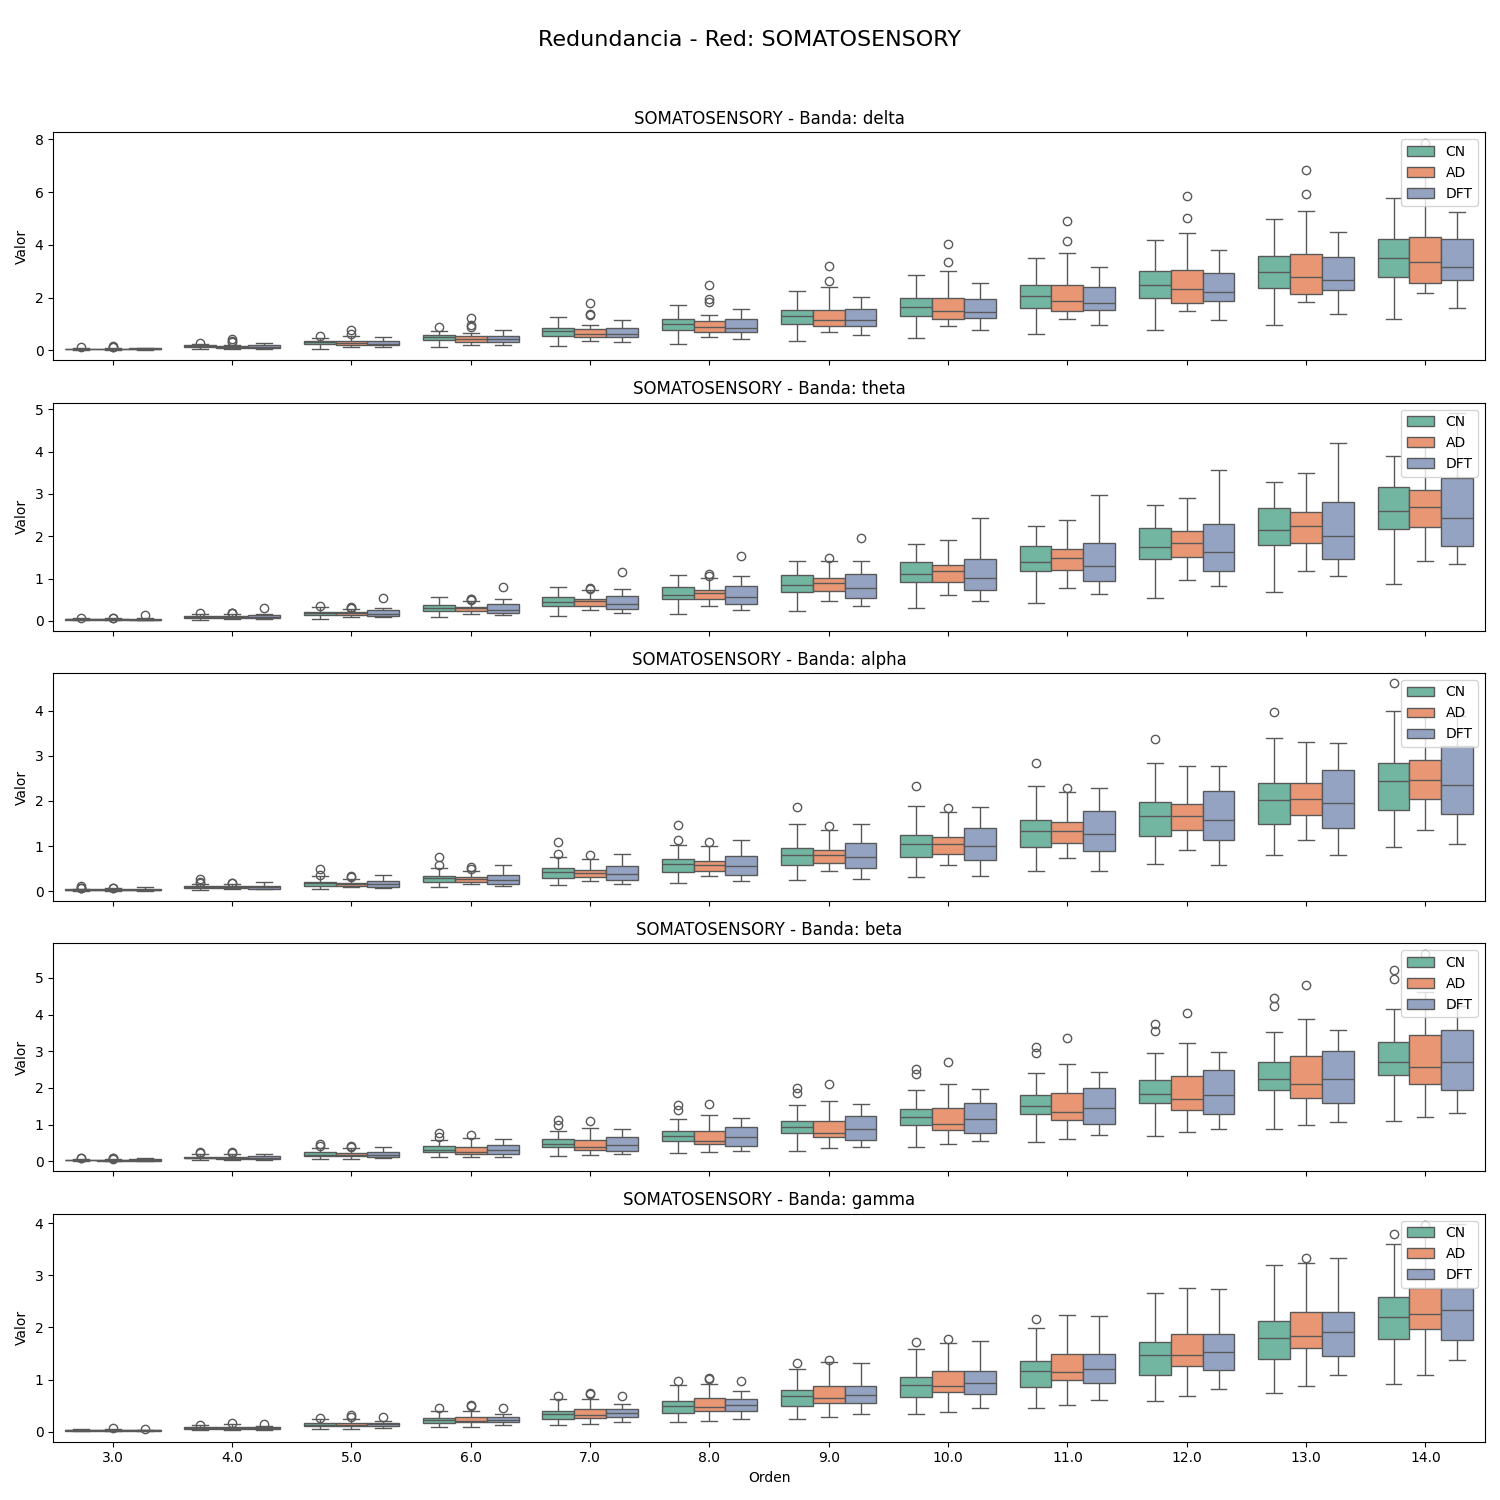 Redundancia - Red: SOMATOSENSORY
SOMATOSENSORY - Banda: delta
8
6
4
2
0
Valor
CN
AD
DFT
SOMATOSENSORY - Banda: theta
5
4
3
2
1
0
Valor
CN
AD
DFT
SOMATOSENSORY - Banda: alpha
4
3
2
1
0
Valor
CN
AD
DFT
SOMATOSENSORY - Banda: beta
5
4
3
2
1
0
Valor
CN
AD
DFT
SOMATOSENSORY - Banda: gamma
4
3
2
1
0
Valor
CN
AD
DFT
3.0 4.0 5.0 6.0 7.0 8.0 9.0 10.0 11.0 12.0 13.0 14.0
Orden